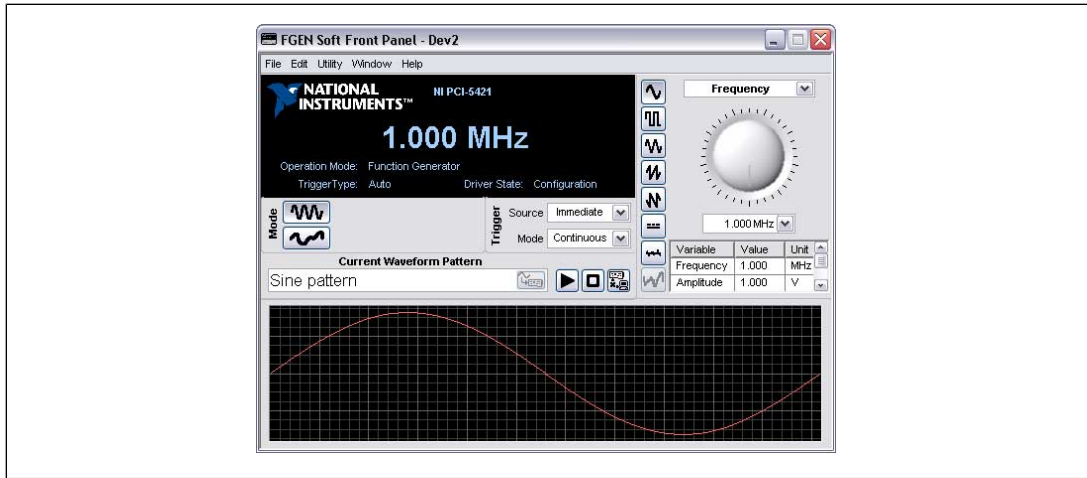 FGEN Soft Front Panel - Dev2
File Edit Utility Window Help
NATIONAL INSTRUMENTS™
NI PCI-5421
1.000 MHz
Operation Mode: Function Generator
TriggerType: Auto
Driver State: Configuration
Mode
Trigger
Source Immediate
Mode Continuous
Current Waveform Pattern
Sine pattern
Frequency
1.000 MHz
Variable Value Unit
Frequency 1.000 MHz
Amplitude 1.000 V